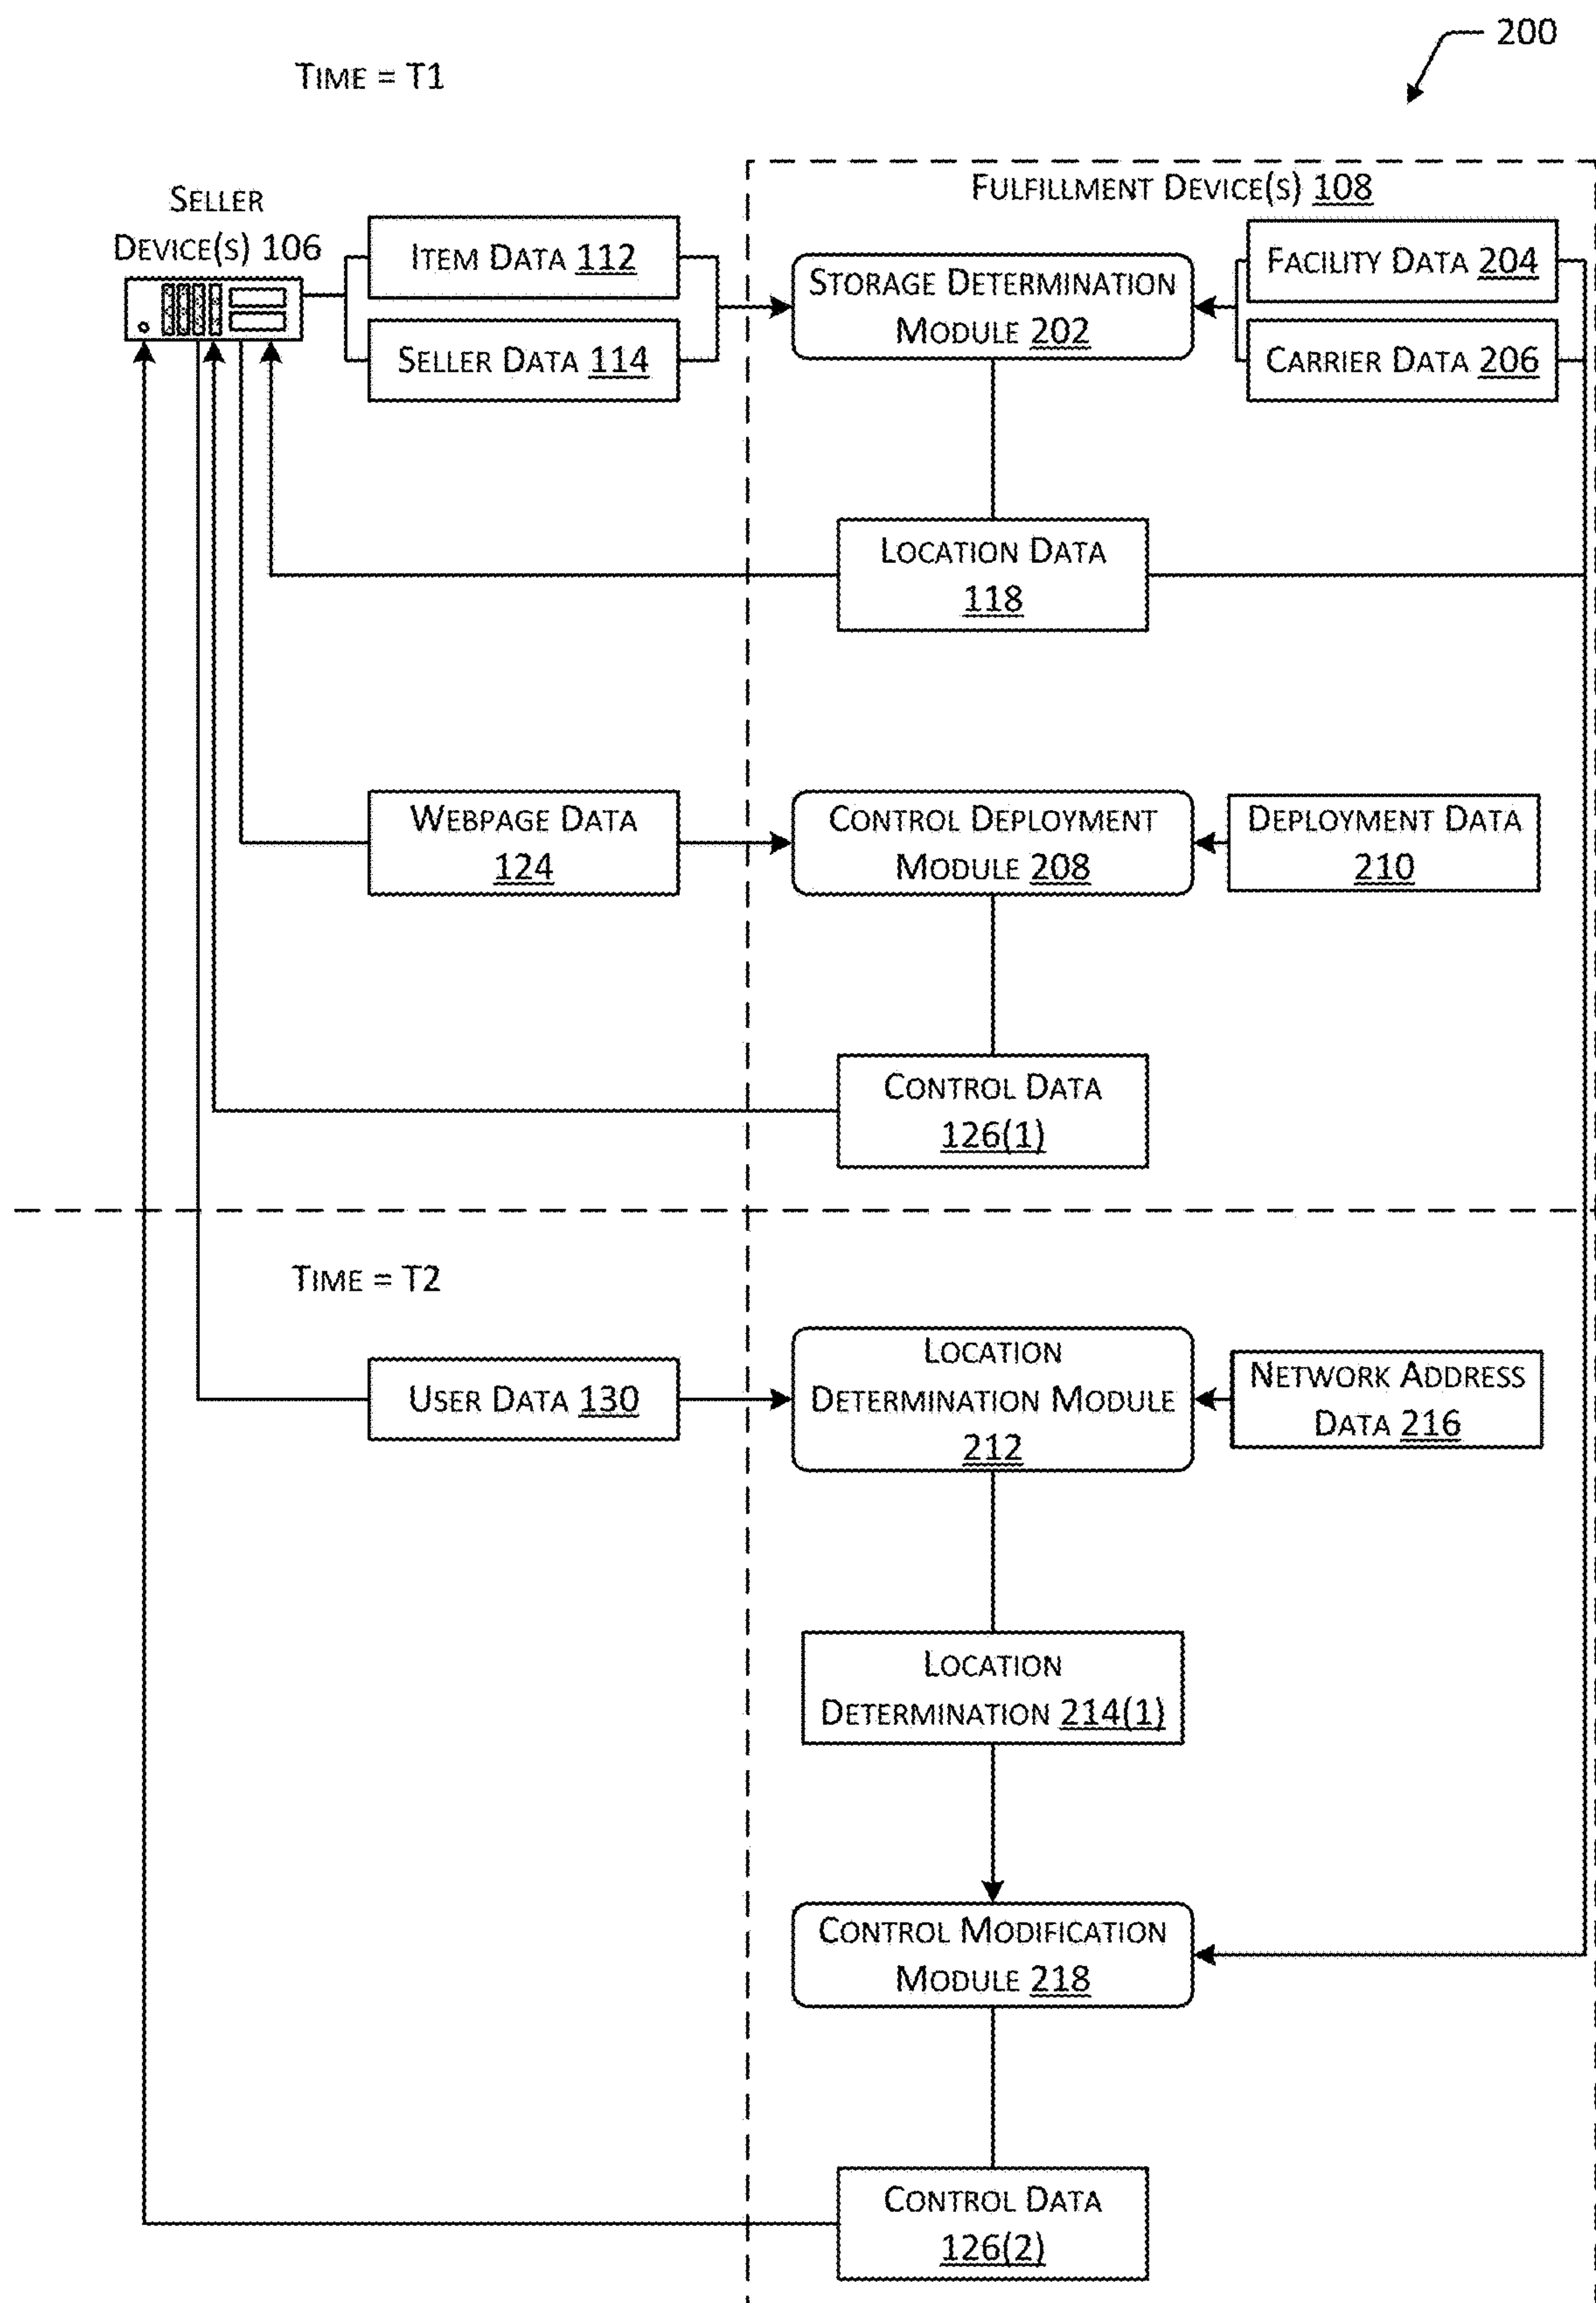 200
TIME = T1
FULFILLMENT DEVICE(S) 108
SELLER
DEVICE(S) 106
ITEM DATA 112
SELLER DATA 114
STORAGE DETERMINATION
MODULE 202
FACILITY DATA 204
CARRIER DATA 206
LOCATION DATA
118
WEBPAGE DATA
124
CONTROL DEPLOYMENT
MODULE 208
DEPLOYMENT DATA
210
CONTROL DATA
126(1)
TIME = T2
USER DATA 130
LOCATION
DETERMINATION MODULE
212
NETWORK ADDRESS
DATA 216
LOCATION
DETERMINATION 214(1)
CONTROL MODIFICATION
MODULE 218
CONTROL DATA
126(2)